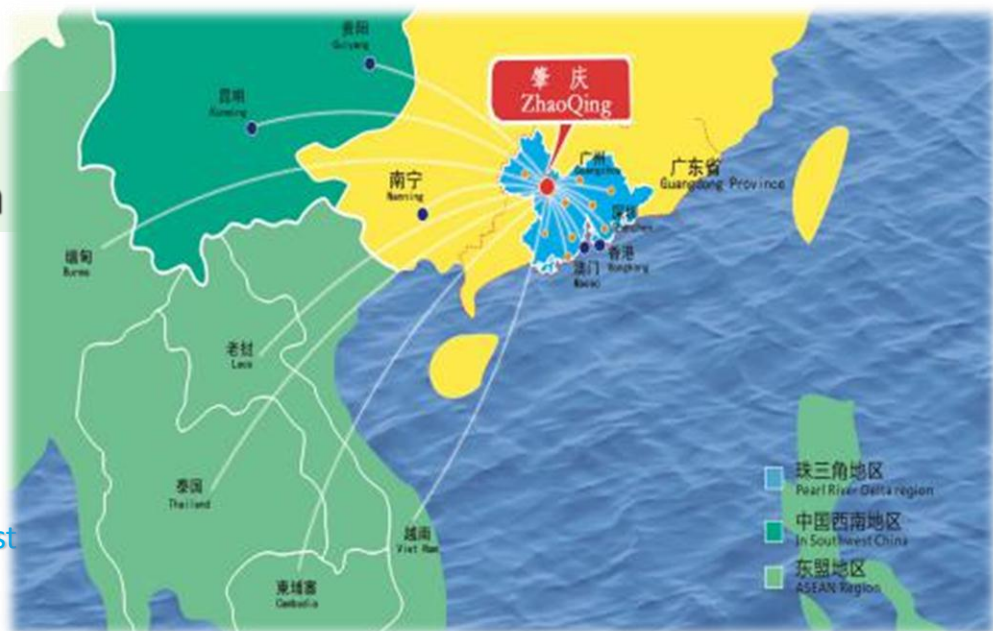 贵阳
Guiyang
肇庆
ZhaoQing
昆明
Kunming
广州
Guangzhou
广东省
Guangdong Province
南宁
Nanning
深圳
香港
Hongkong
澳门
Macao
缅甸
Burma
老挝
Laos
泰国
Thailand
越南
Viet Nam
柬埔寨
Cambodia
珠三角地区
Pearl River Delta region
中国西南地区
In Southwest China
东盟地区
ASEAN Region
st